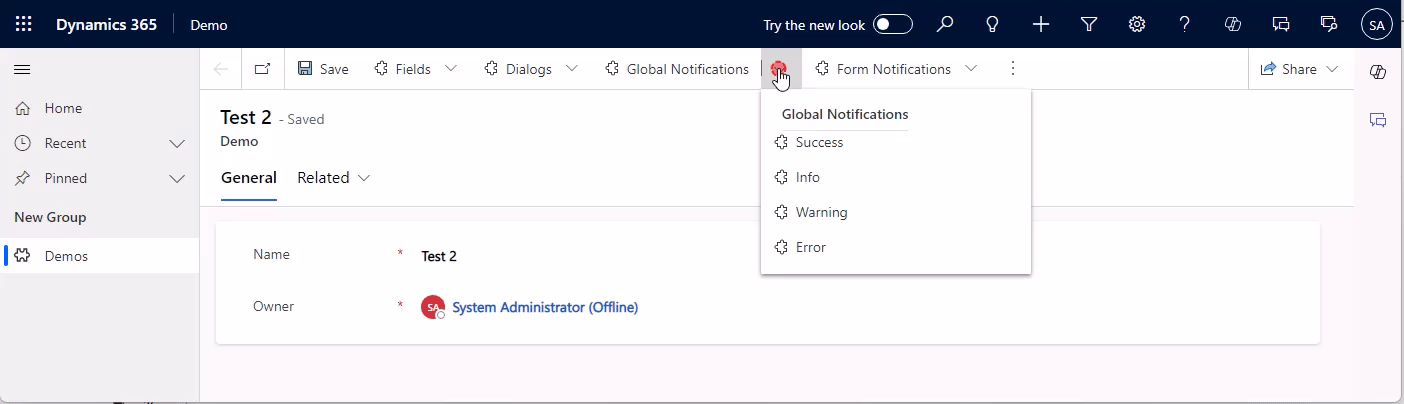 Dynamics 365 Demo Try the new look SA
Save Fields Dialogs Global Notifications Form Notifications Share
Home
Recent
Pinned
New Group
Demos
Test 2 - Saved
Demo
General Related
Global Notifications
Success
Info
Warning
Error
Name * Test 2
Owner * SA System Administrator (Offline)